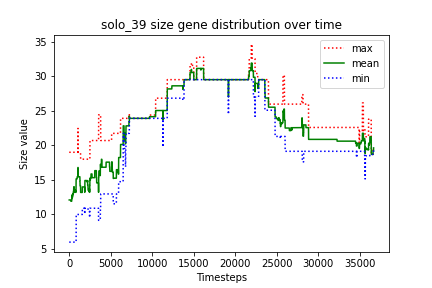 solo_39 size gene distribution over time
35
30
25
20
15
10
5
Size value
max
mean
min
0 5000 10000 15000 20000 25000 30000 35000
Timesteps